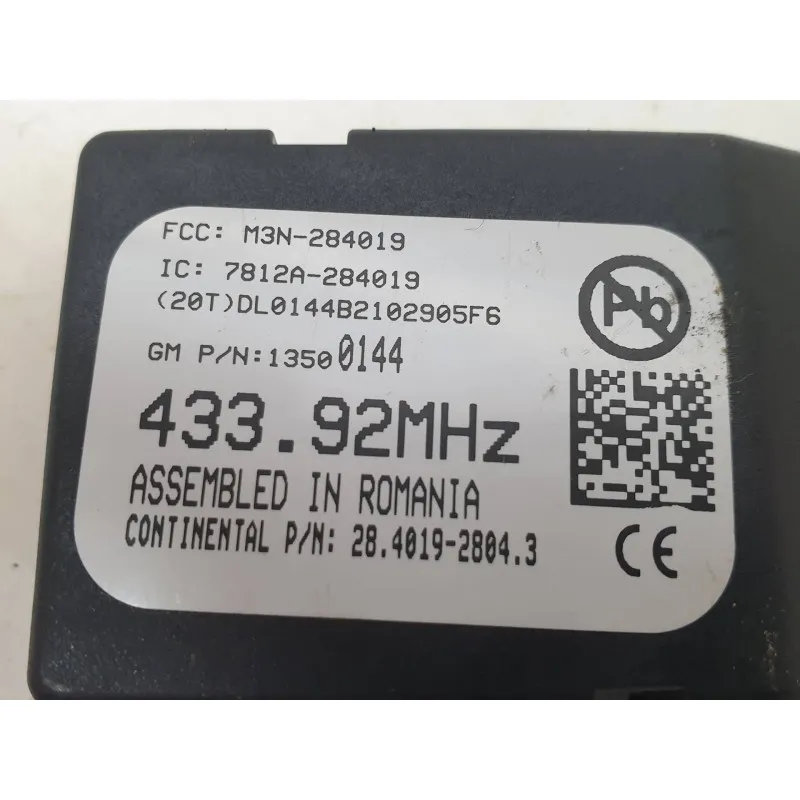 FCC: M3N-284019
IC: 7812A-284019
(20T)DL0144B2102905F6
GM P/N:13500144
Pb
433.92MHz
ASSEMBLED IN ROMANIA
CONTINENTAL P/N: 28.4019-2804.3
CE